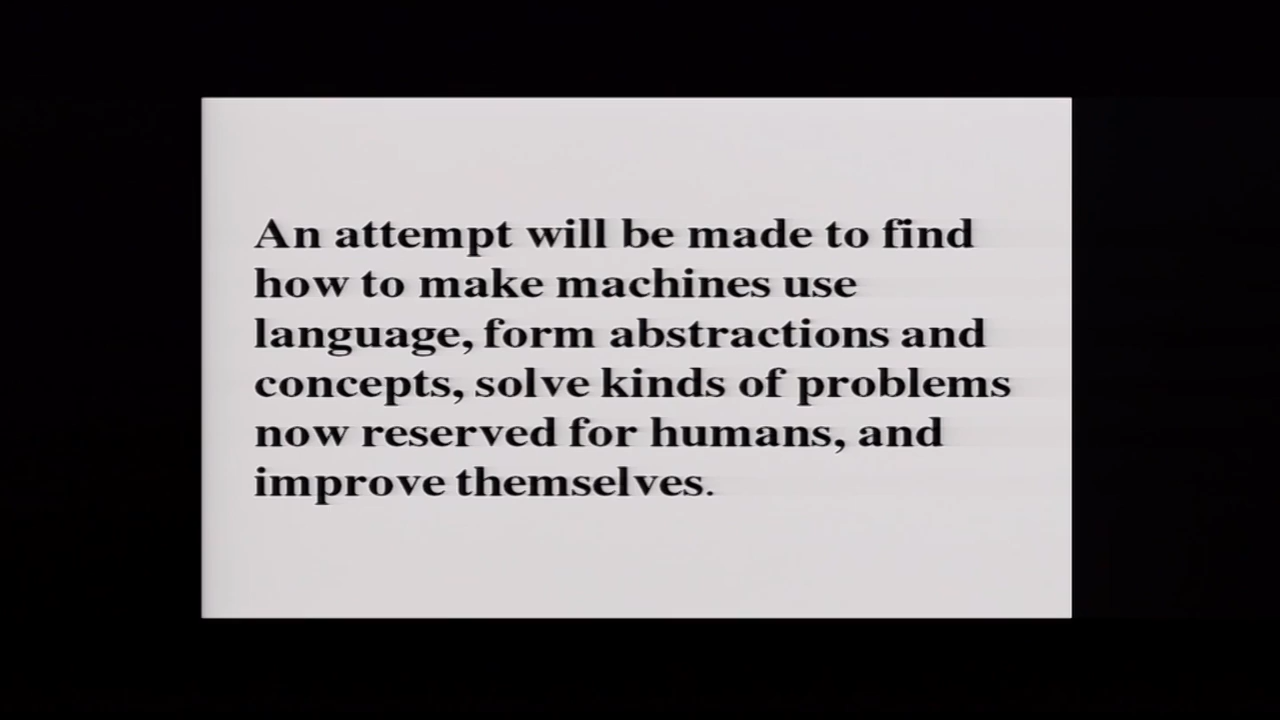 An attempt will be made to find
how to make machines use
language, form abstractions and
concepts, solve kinds of problems
now reserved for humans, and
improve themselves.